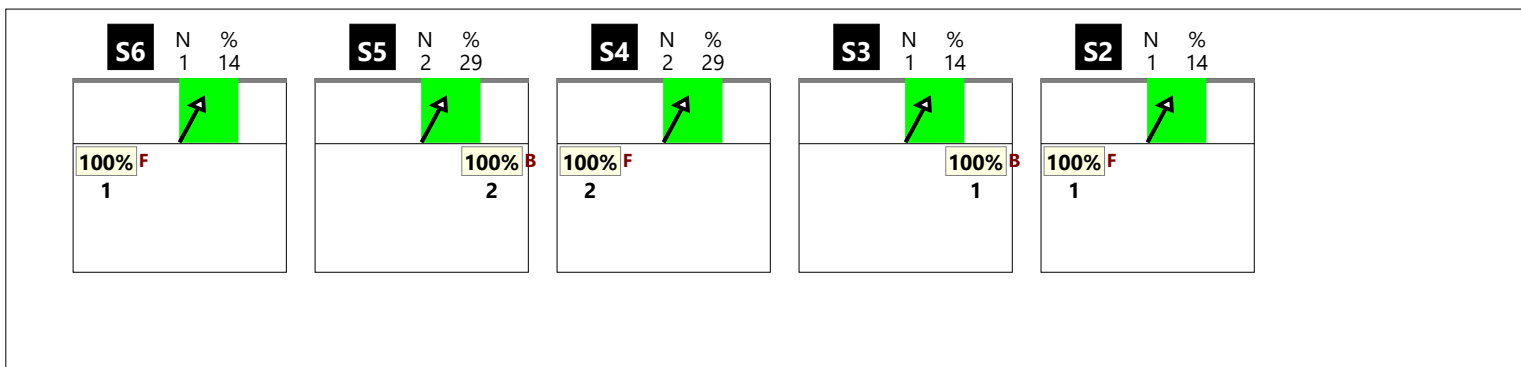 S6 N % S5 N % S4 N % S3 N % S2 N %
1 14 2 29 2 29 1 14 1 14
100% F 100% B 100% F 100% B 100% F
1 2 2 1 1